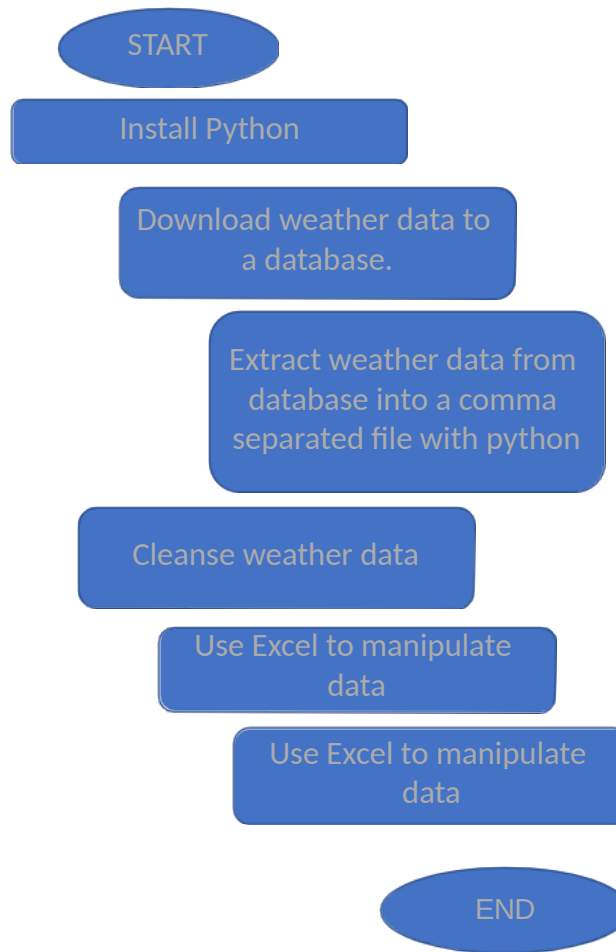 START
Install Python
Download weather data to
a database.
Extract weather data from
database into a comma
separated file with python
Cleanse weather data
Use Excel to manipulate
data
Use Excel to manipulate
data
END